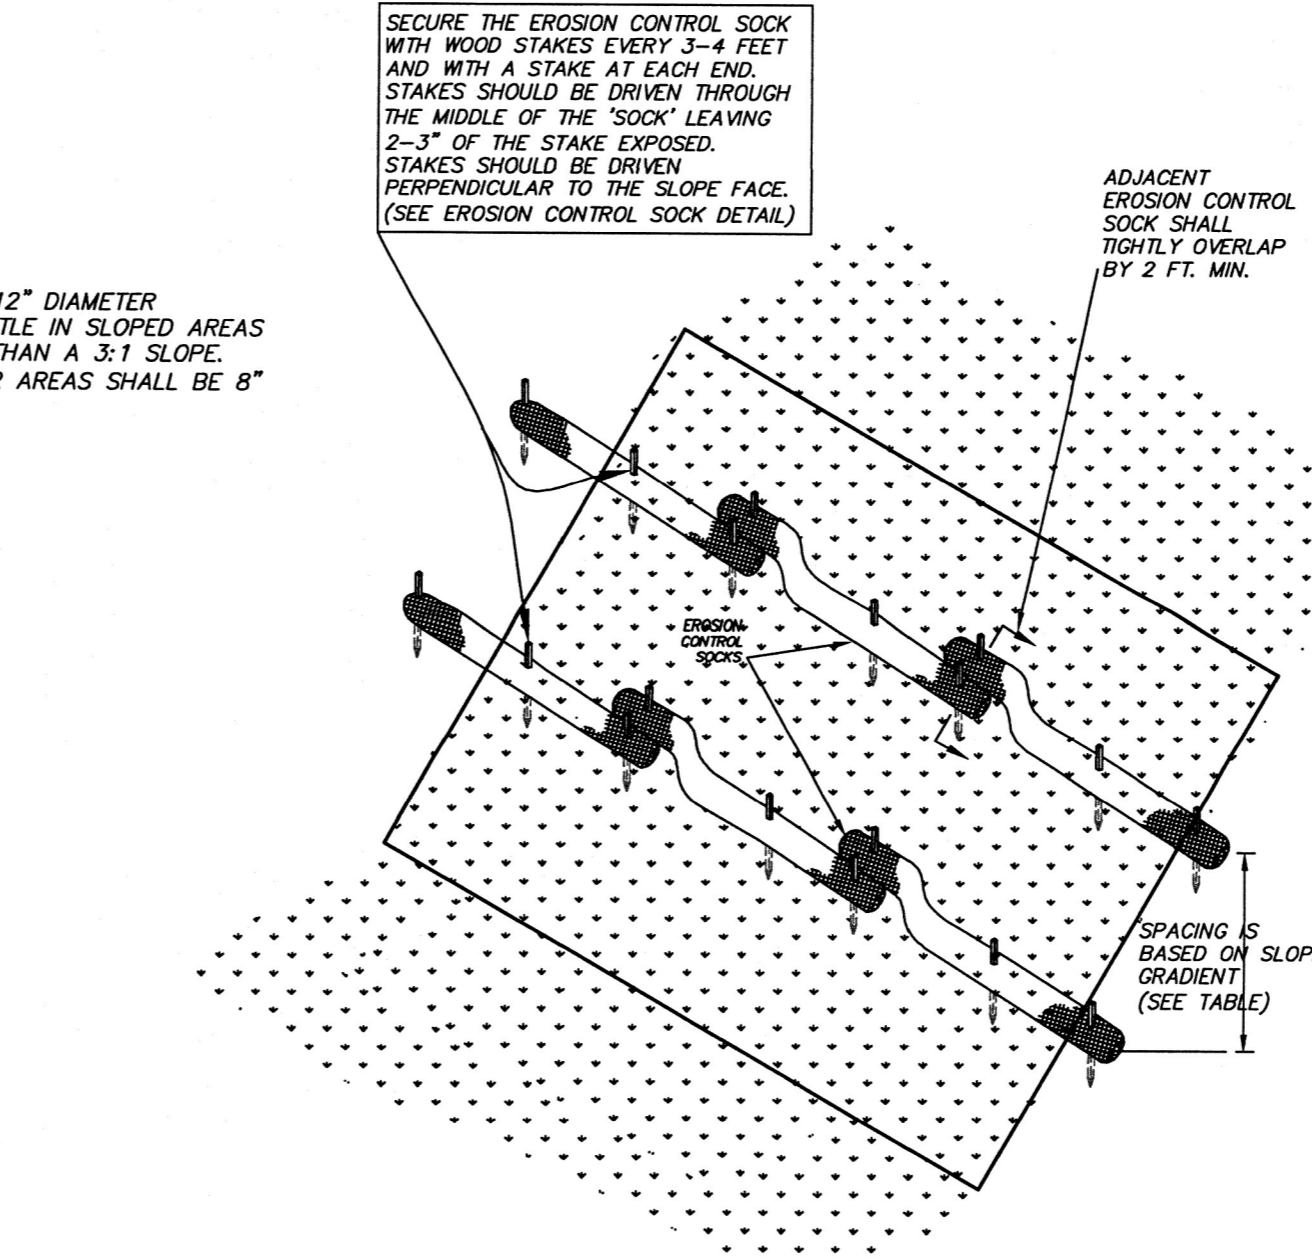 SECURE THE EROSION CONTROL SOCK
WITH WOOD STAKES EVERY 3-4 FEET
AND WITH A STAKE AT EACH END.
STAKES SHOULD BE DRIVEN THROUGH
THE MIDDLE OF THE 'SOCK' LEAVING
2-3" OF THE STAKE EXPOSED.
STAKES SHOULD BE DRIVEN
PERPENDICULAR TO THE SLOPE FACE.
(SEE EROSION CONTROL SOCK DETAIL)
ADJACENT
EROSION CONTROL
SOCK SHALL
TIGHTLY OVERLAP
BY 2 FT. MIN.
12" DIAMETER
IN SLOPED AREAS
THAN A 3:1 SLOPE.
AREAS SHALL BE 8"
EROSION
CONTROL
SOCKS
SPACING IS
BASED ON SLOP
GRADIENT
(SEE TABLE)